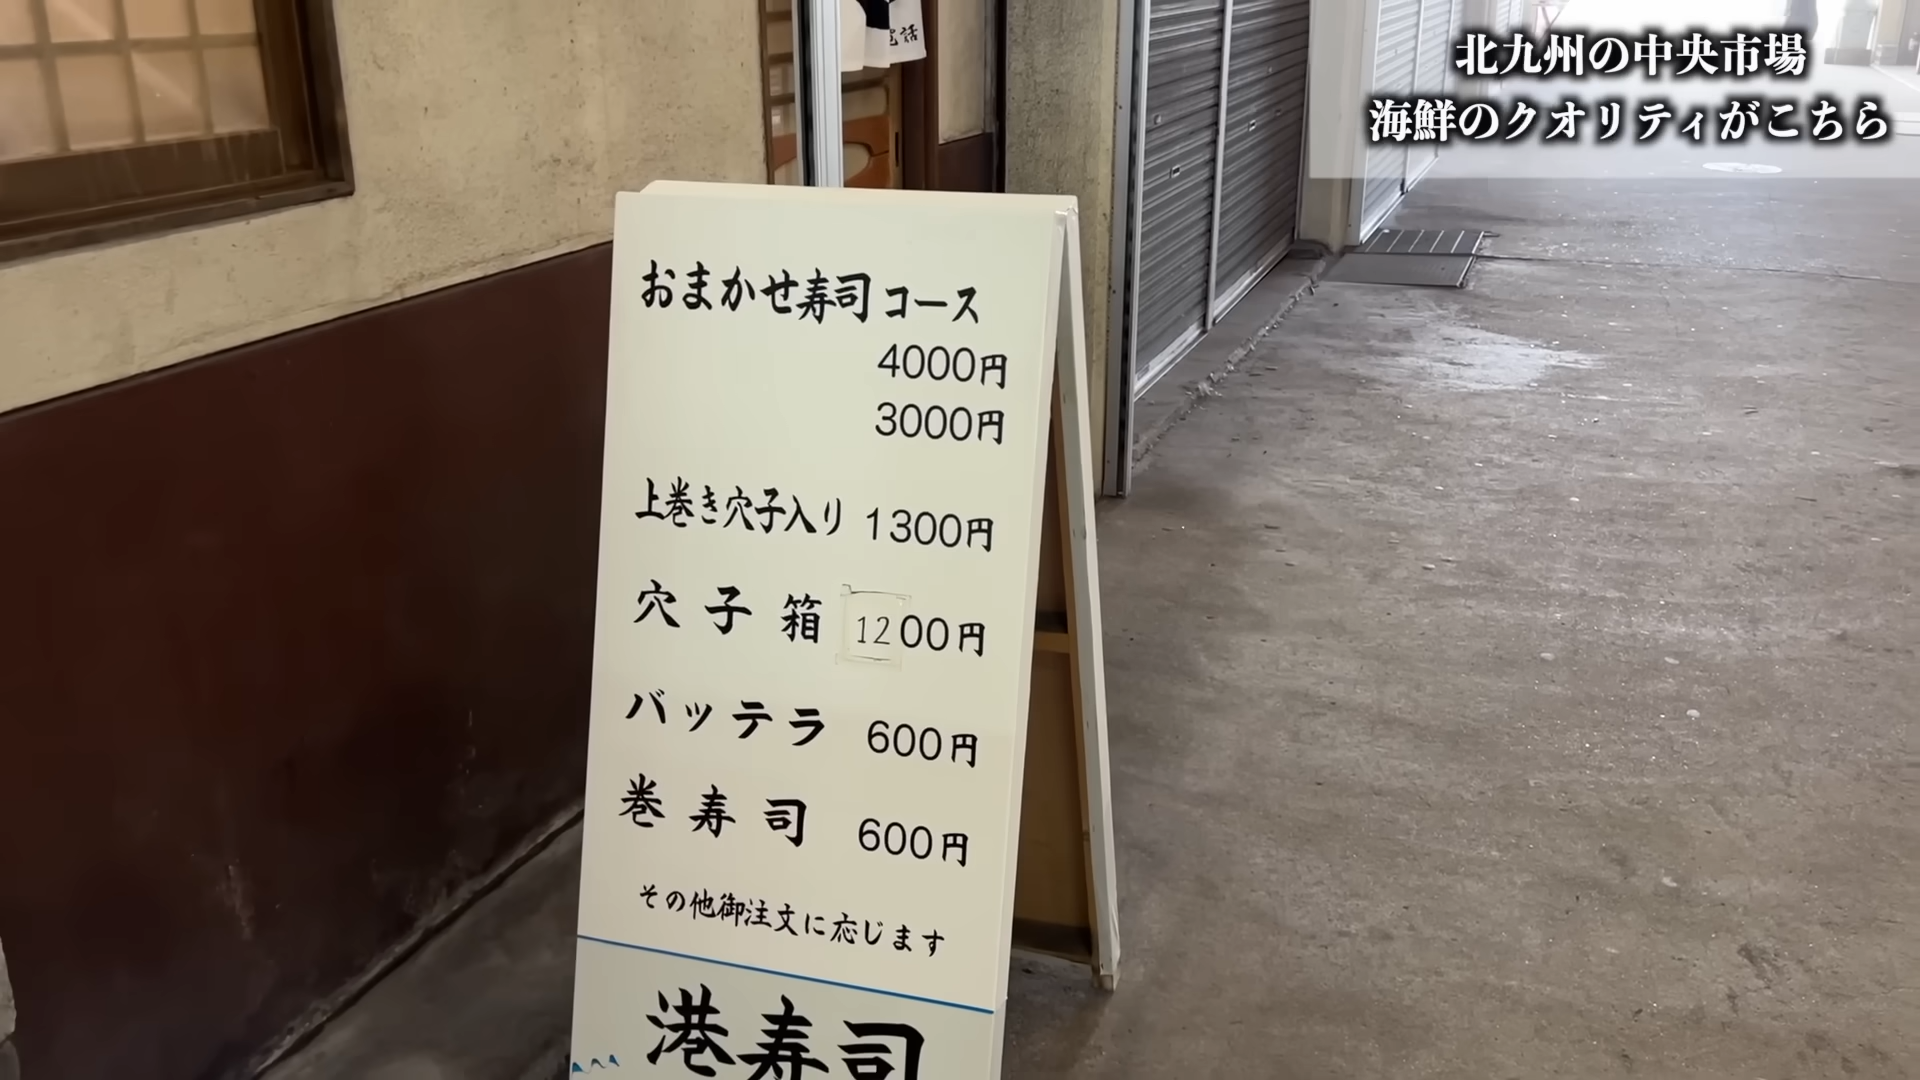 北九州の中央市場
海鮮のクオリティがこちら
おまかせ寿司コース
4000円
3000円
上巻き穴子入り 1300円
穴子箱 1200円
バッテラ 600円
巻寿司 600円
その他御注文に応じます
港寿司